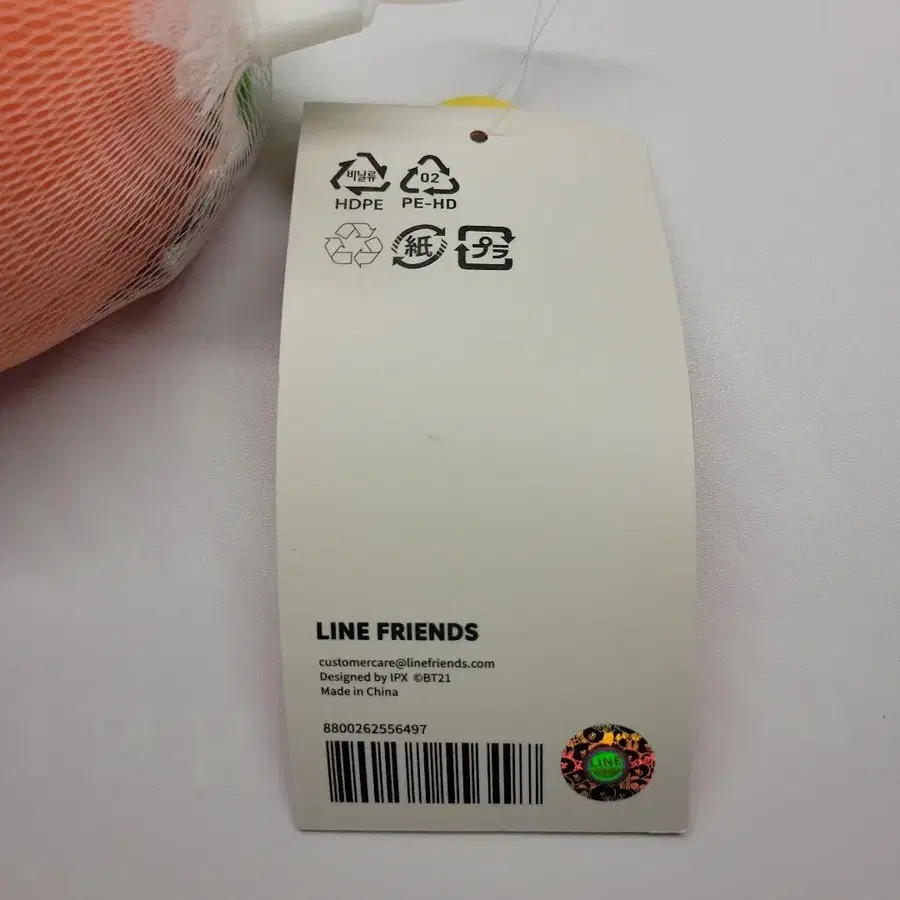 비닐류 02
HDPE PE-HD
紙 プラ
LINE FRIENDS
customercare@linefriends.com
Designed by IPX ©BT21
Made in China
8800262556497
LINE